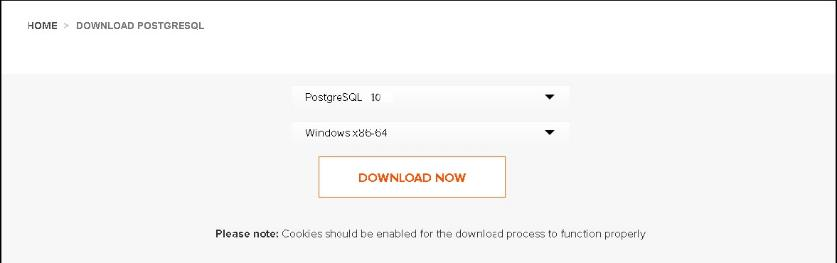 HOME > DOWNLOAD POSTGRESQL
PostgreSQL 10
Windows x86-64
DOWNLOAD NOW
Please note: Cookies should be enabled for the download process to function properly